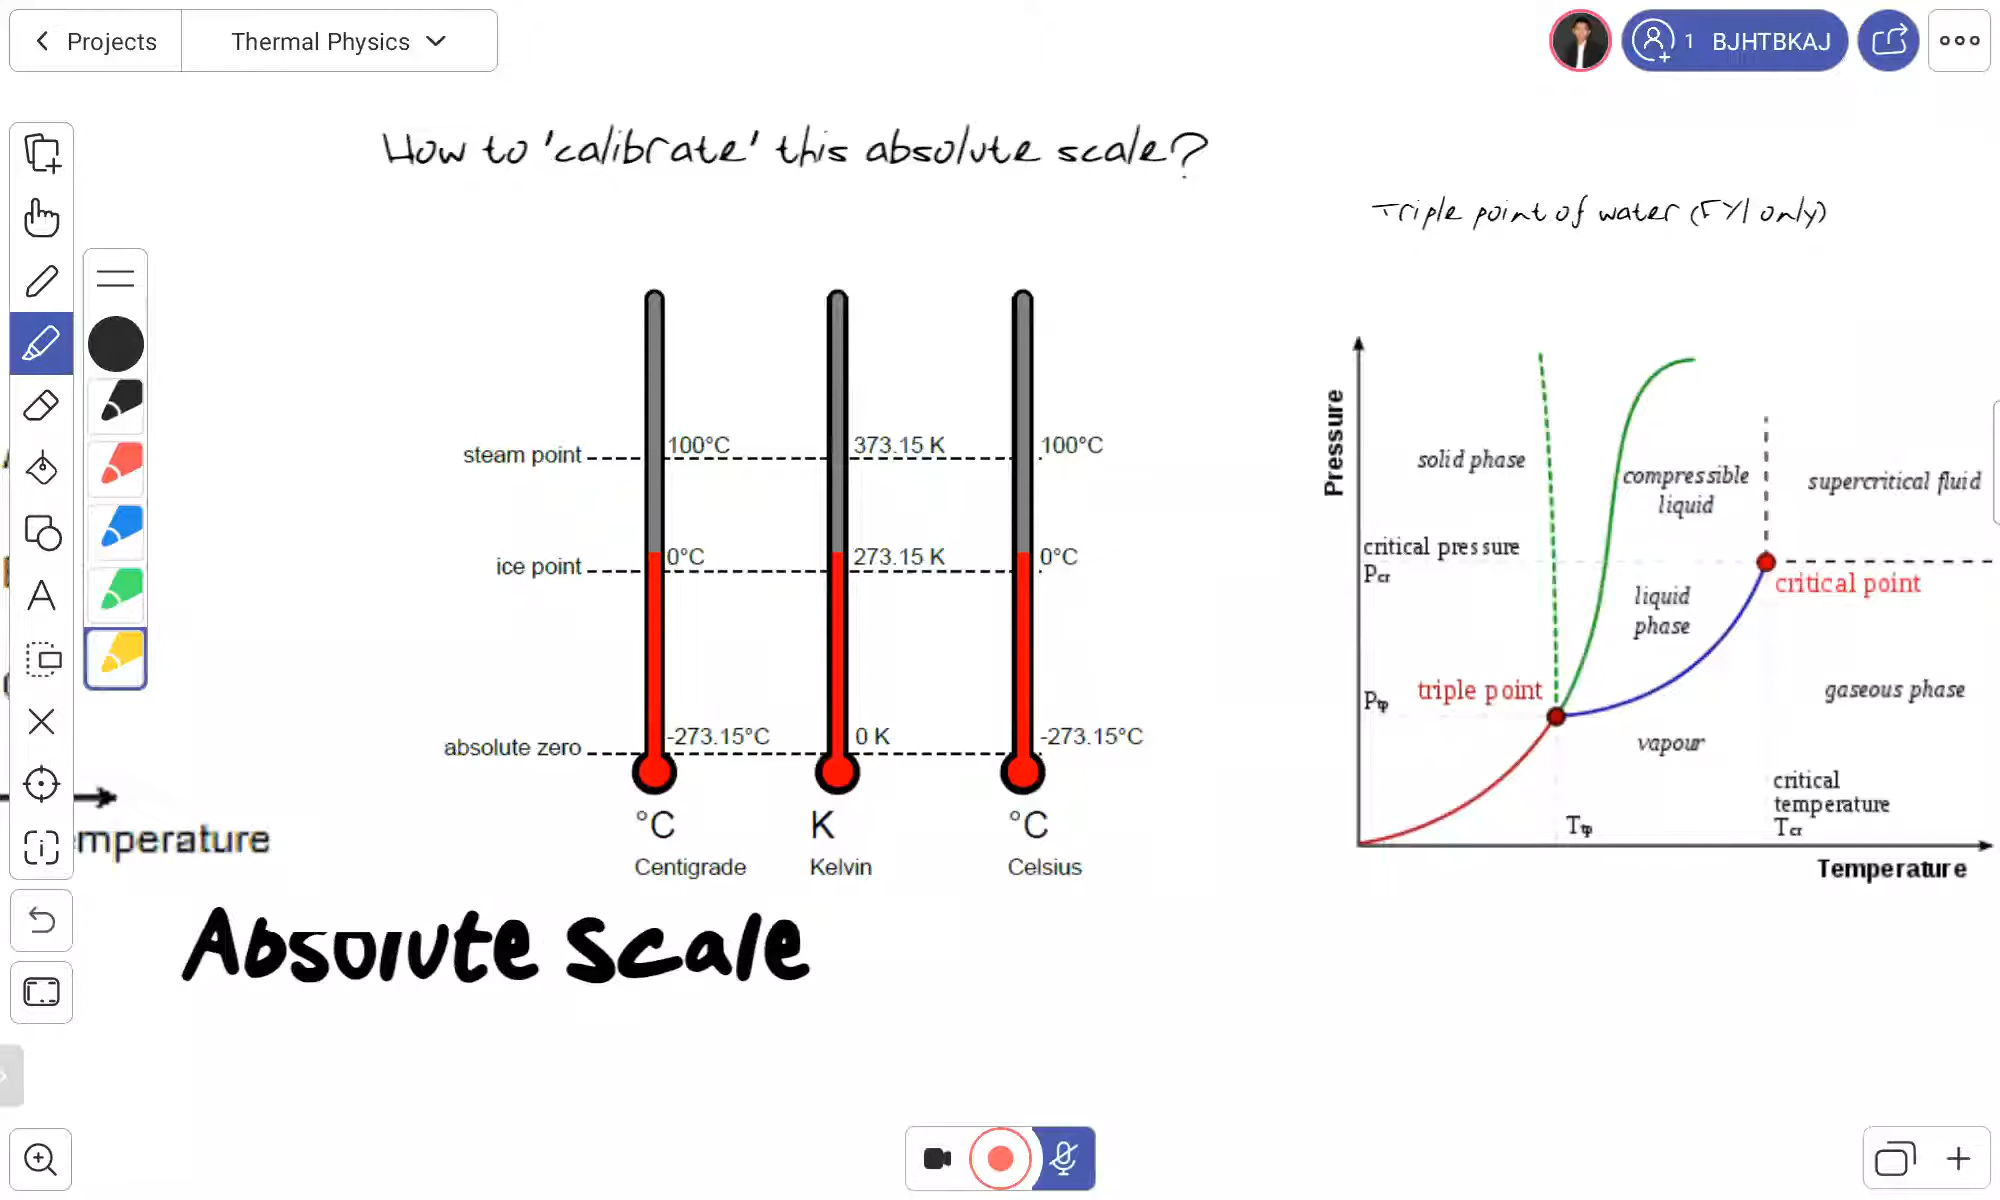 Projects
Thermal Physics
1 BJHTBKAJ
How to 'calibrate' this absolute scale?
Triple point of water (FYI only)
steam point
100°C
373.15 K
100°C
ice point
0°C
273.15 K
0°C
absolute zero
-273.15°C
0 K
-273.15°C
°C
K
°C
Centigrade
Kelvin
Celsius
emperature
Absolute scale
Pressure
solid phase
compressible
liquid
supercritical fluid
critical pressure
Pcr
critical point
liquid
phase
triple point
Ptp
gaseous phase
vapour
critical
temperature
Tcr
Ttp
Temperature